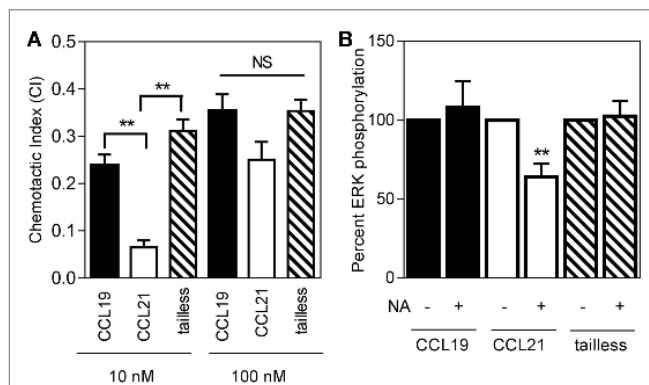 A
0.5
0.4
0.3
0.2
0.1
0.0
Chemotactic Index (CI)
**
**
NS
CCL19
CCL21
tailless
CCL19
CCL21
tailless
10 nM
100 nM
B
150
100
50
0
Percent ERK phosphorylation
**
NA - + - + - +
CCL19 CCL21 tailless